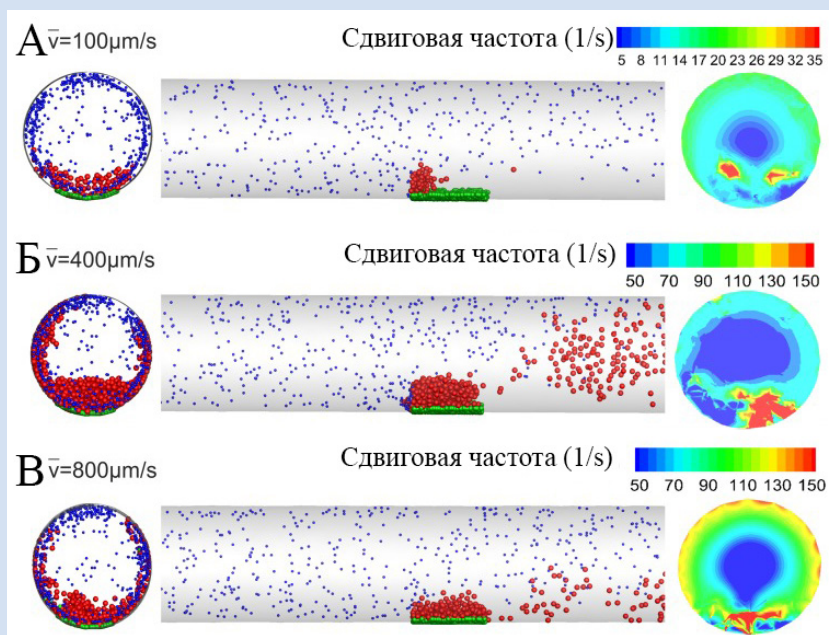 А v̄=100µm/s
Сдвиговая частота (1/s)
5 8 11 14 17 20 23 26 29 32 35
Б v̄=400µm/s
Сдвиговая частота (1/s)
50 70 90 110 130 150
В v̄=800µm/s
Сдвиговая частота (1/s)
50 70 90 110 130 150